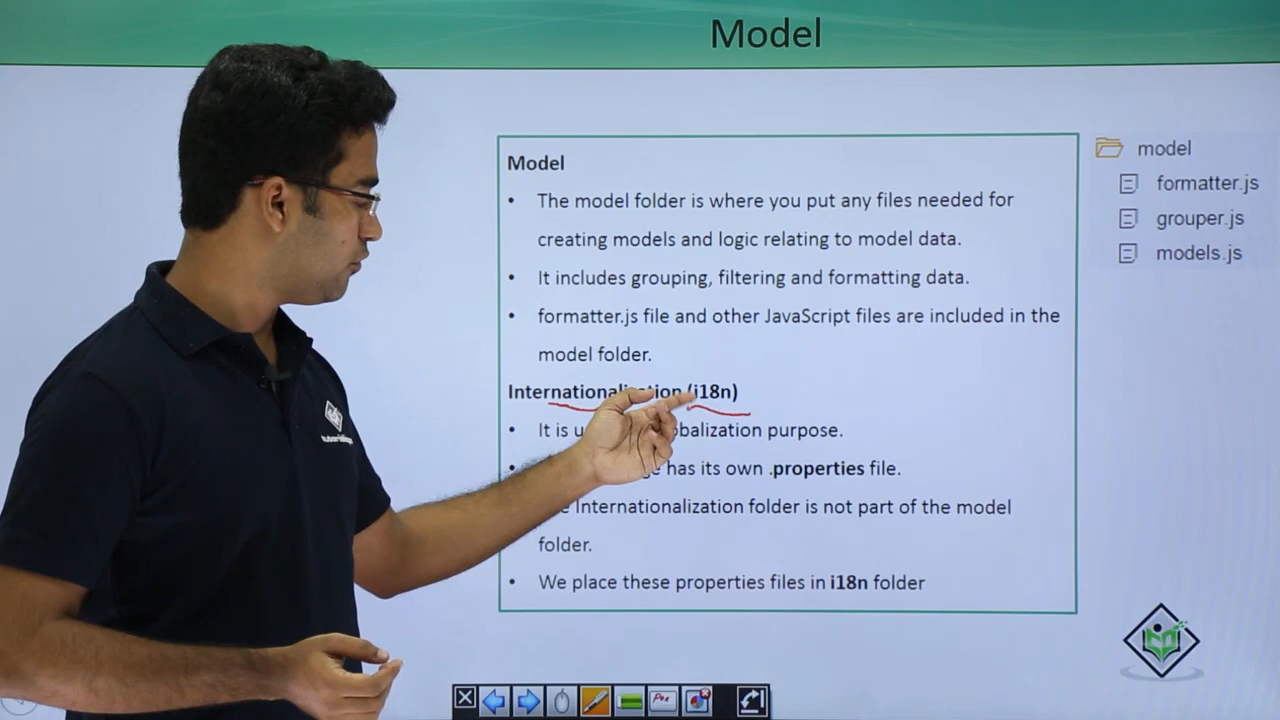 Model
Model
• The model folder is where you put any files needed for
creating models and logic relating to model data.
• It includes grouping, filtering and formatting data.
• formatter.js file and other JavaScript files are included in the
model folder.
(i18n)
• It is purpose.
• has its own .properties file.
Internationalization folder is not part of the model
folder.
• We place these properties files in i18n folder
model
formatter.js
grouper.js
models.js